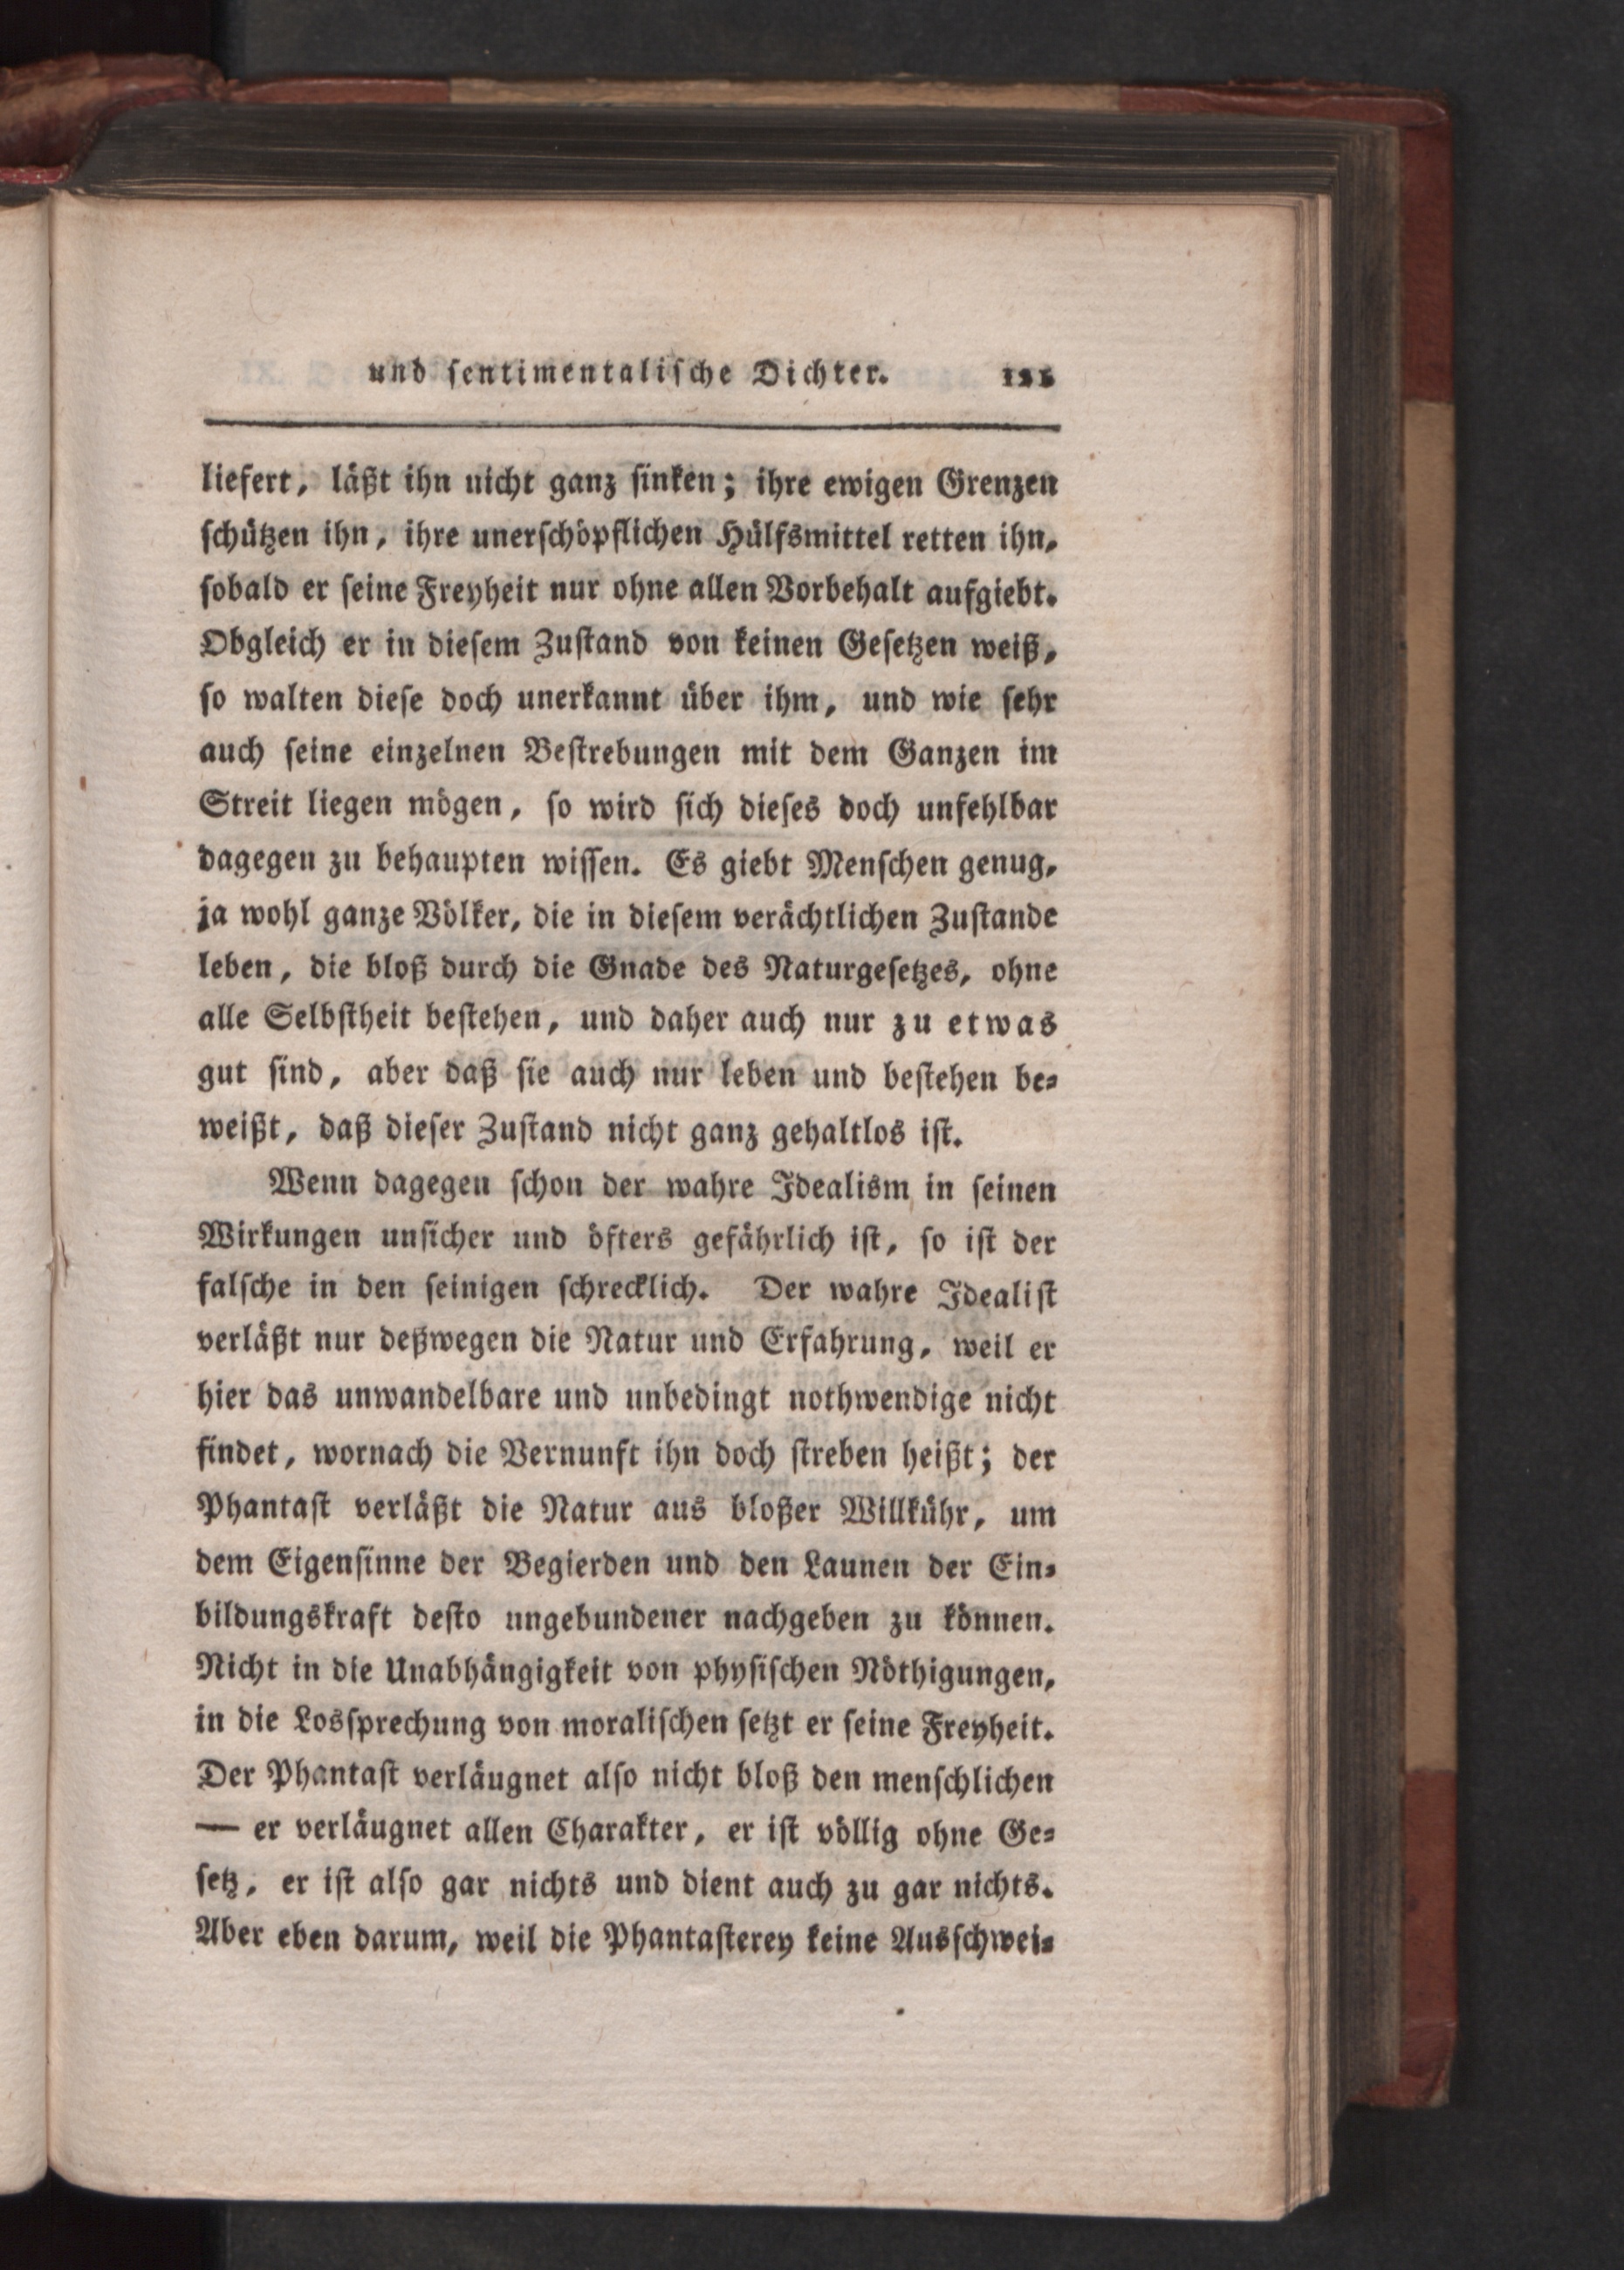 und sentimentalische Dichter. 121
liefert, läßt ihn nicht ganz sinken; ihre ewigen Grenzen
schützen ihn, ihre unerschöpflichen Hülfsmittel retten ihn,
sobald er seine Freyheit nur ohne allen Vorbehalt aufgiebt.
Obgleich er in diesem Zustand von keinen Gesetzen weiß,
so walten diese doch unerkannt über ihm, und wie sehr
auch seine einzelnen Bestrebungen mit dem Ganzen im
Streit liegen mögen, so wird sich dieses doch unfehlbar
dagegen zu behaupten wissen. Es giebt Menschen genug,
ja wohl ganze Völker, die in diesem verächtlichen Zustande
leben, die bloß durch die Gnade des Naturgesetzes, ohne
alle Selbstheit bestehen, und daher auch nur zu etwas
gut sind, aber daß sie auch nur leben und bestehen be-
weißt, daß dieser Zustand nicht ganz gehaltlos ist.
Wenn dagegen schon der wahre Idealism in seinen
Wirkungen unsicher und öfters gefährlich ist, so ist der
falsche in den seinigen schrecklich. Der wahre Idealist
verläßt nur deßwegen die Natur und Erfahrung, weil er
hier das unwandelbare und unbedingt nothwendige nicht
findet, wornach die Vernunft ihn doch streben heißt; der
Phantast verläßt die Natur aus bloßer Willkühr, um
dem Eigensinne der Begierden und den Launen der Ein-
bildungskraft desto ungebundener nachgeben zu können.
Nicht in die Unabhängigkeit von physischen Nöthigungen,
in die Lossprechung von moralischen setzt er seine Freyheit.
Der Phantast verläugnet also nicht bloß den menschlichen
— er verläugnet allen Charakter, er ist völlig ohne Ge-
setz, er ist also gar nichts und dient auch zu gar nichts.
Aber eben darum, weil die Phantasterey keine Ausschwei-